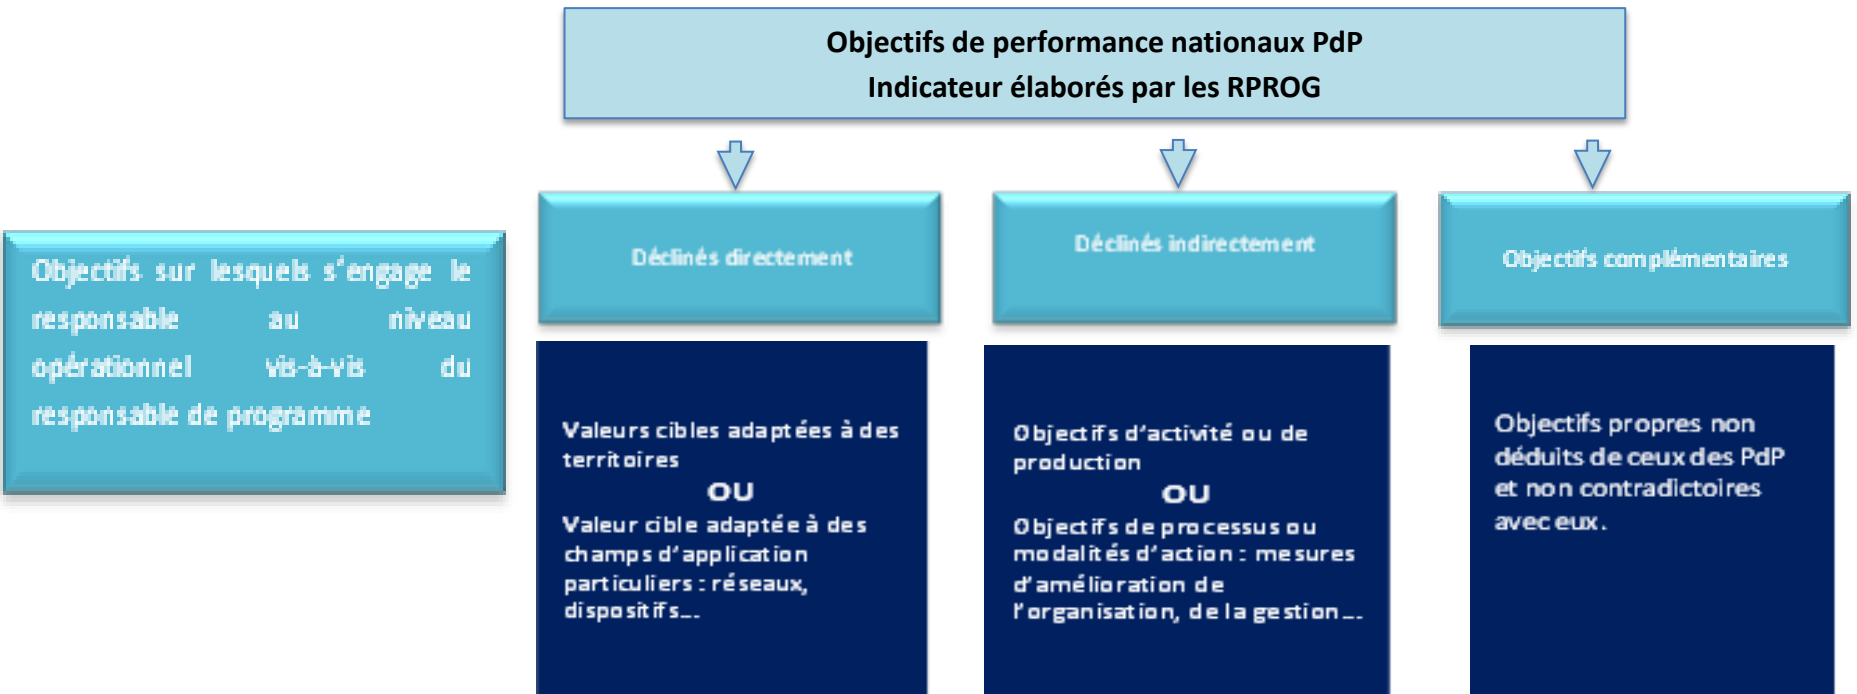 Objectifs de performance nationaux PdP
Indicateur élaborés par les RPROG
Objectifs sur lesquels s'engage le
responsable au niveau
opérationnel vis-à-vis du
responsable de programme
Déclinés directement
Déclinés indirectement
Objectifs complémentaires
Valeurs cibles adaptées à des
territoires
OU
Valeur cible adaptée à des
champs d'application
particuliers : réseaux,
dispositifs...
Objectifs d'activité ou de
production
OU
Objectifs de processus ou
modalités d'action : mesures
d'amélioration de
l'organisation, de la gestion...
Objectifs propres non
déduits de ceux des PdP
et non contradictoires
avec eux.